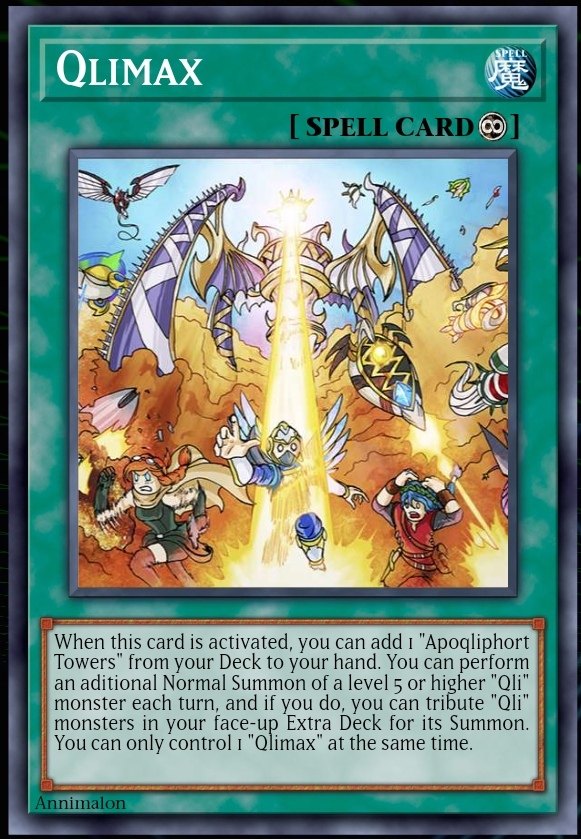 Qlimax
SPELL
魔
[ SPELL CARD ]
When this card is activated, you can add 1 "Apoqliphort
Towers" from your Deck to your hand. You can perform
an aditional Normal Summon of a level 5 or higher "Qli"
monster each turn, and if you do, you can tribute "Qli"
monsters in your face-up Extra Deck for its Summon.
You can only control 1 "Qlimax" at the same time.
Annimalon